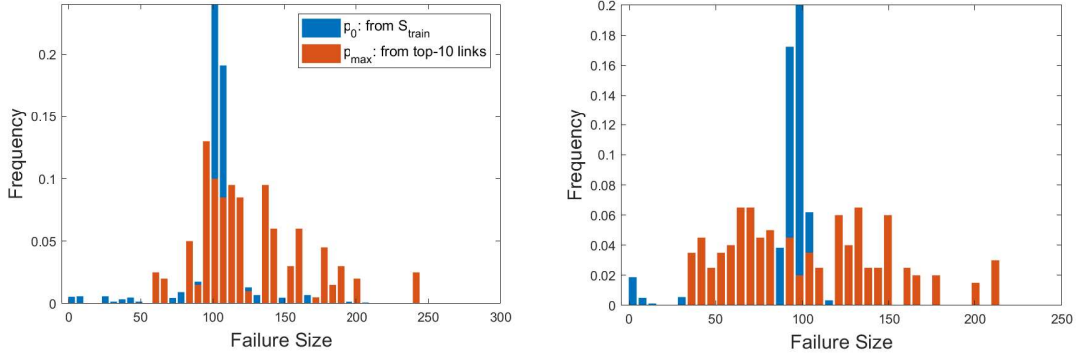 0.2
0.15
0.1
0.05
0
Frequency
0 50 100 150 200 250 300
Failure Size
p0: from Strain
pmax: from top-10 links
0.2
0.18
0.16
0.14
0.12
0.1
0.08
0.06
0.04
0.02
0
Frequency
0 50 100 150 200 250
Failure Size